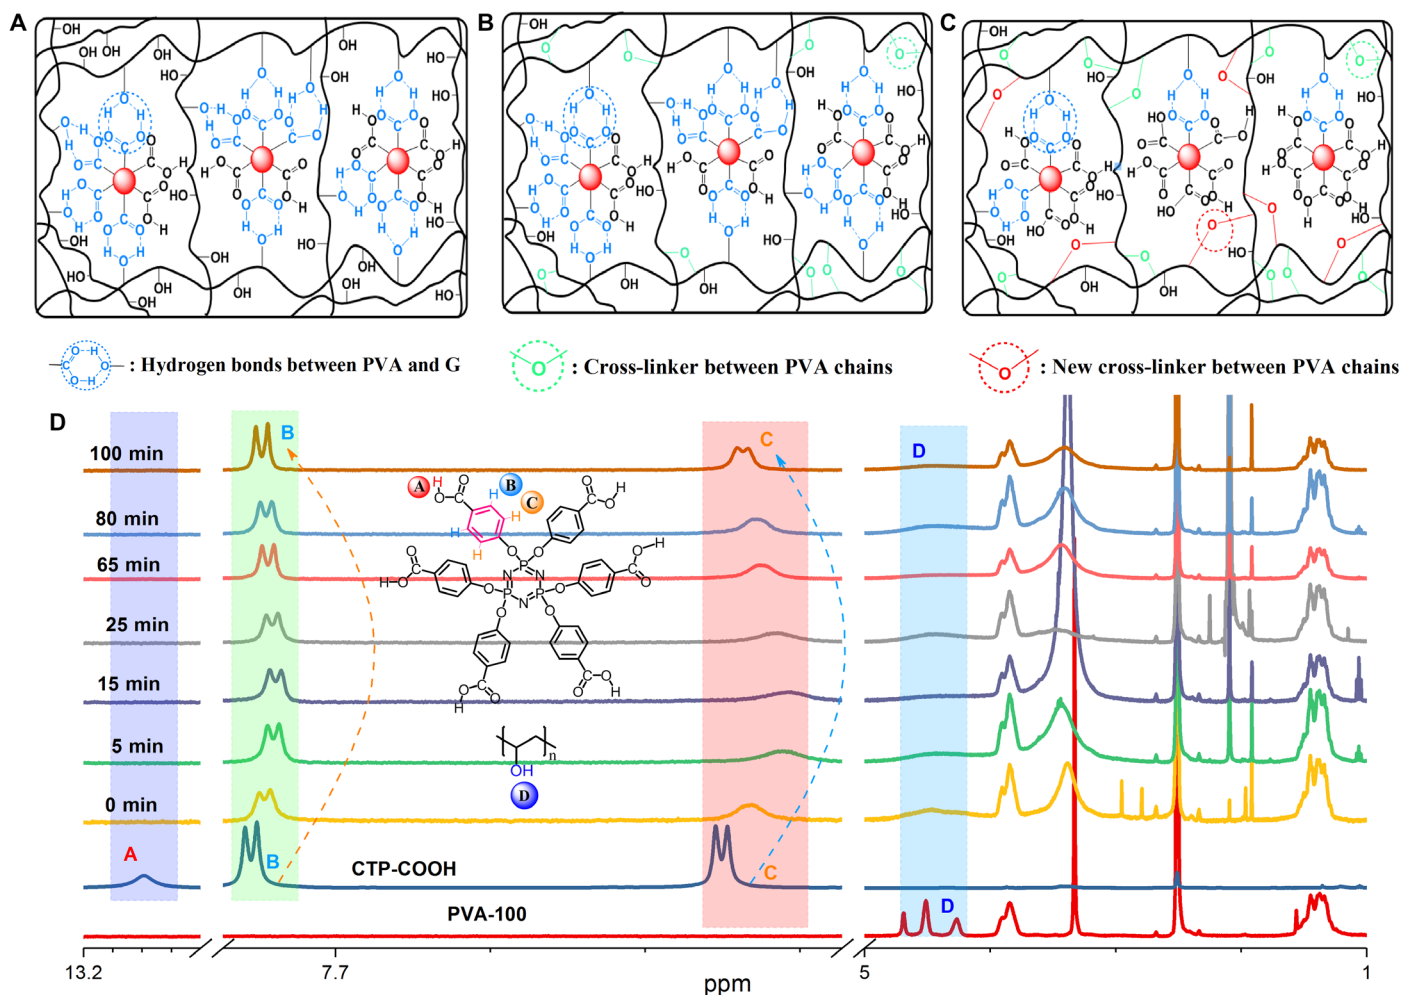 A
B
C
: Hydrogen bonds between PVA and G
: Cross-linker between PVA chains
: New cross-linker between PVA chains
D
100 min
B
C
D
80 min
65 min
25 min
15 min
5 min
0 min
A
B
C
CTP-COOH
PVA-100
D
A
HO
O
H
B
H
C
H
H
O
P
N
n
OH
D
13.2
7.7
5
1
ppm